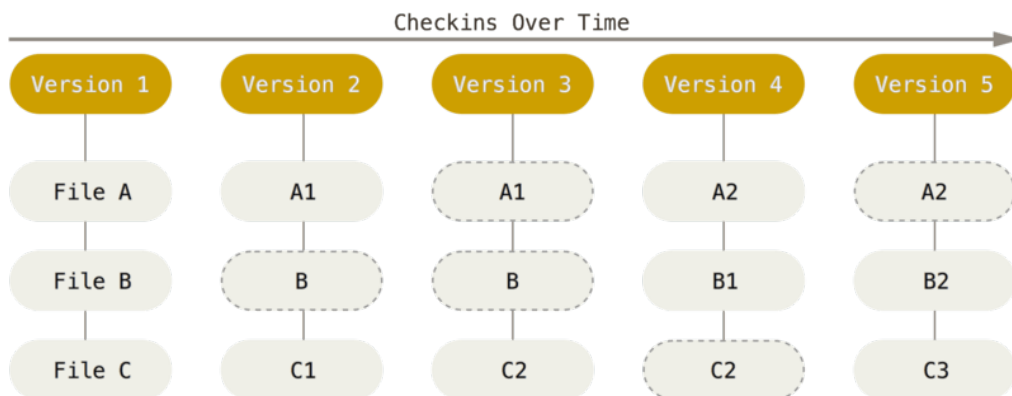 Checkins Over Time
Version 1 Version 2 Version 3 Version 4 Version 5
File A A1 A1 A2 A2
File B B B B1 B2
File C C1 C2 C2 C3